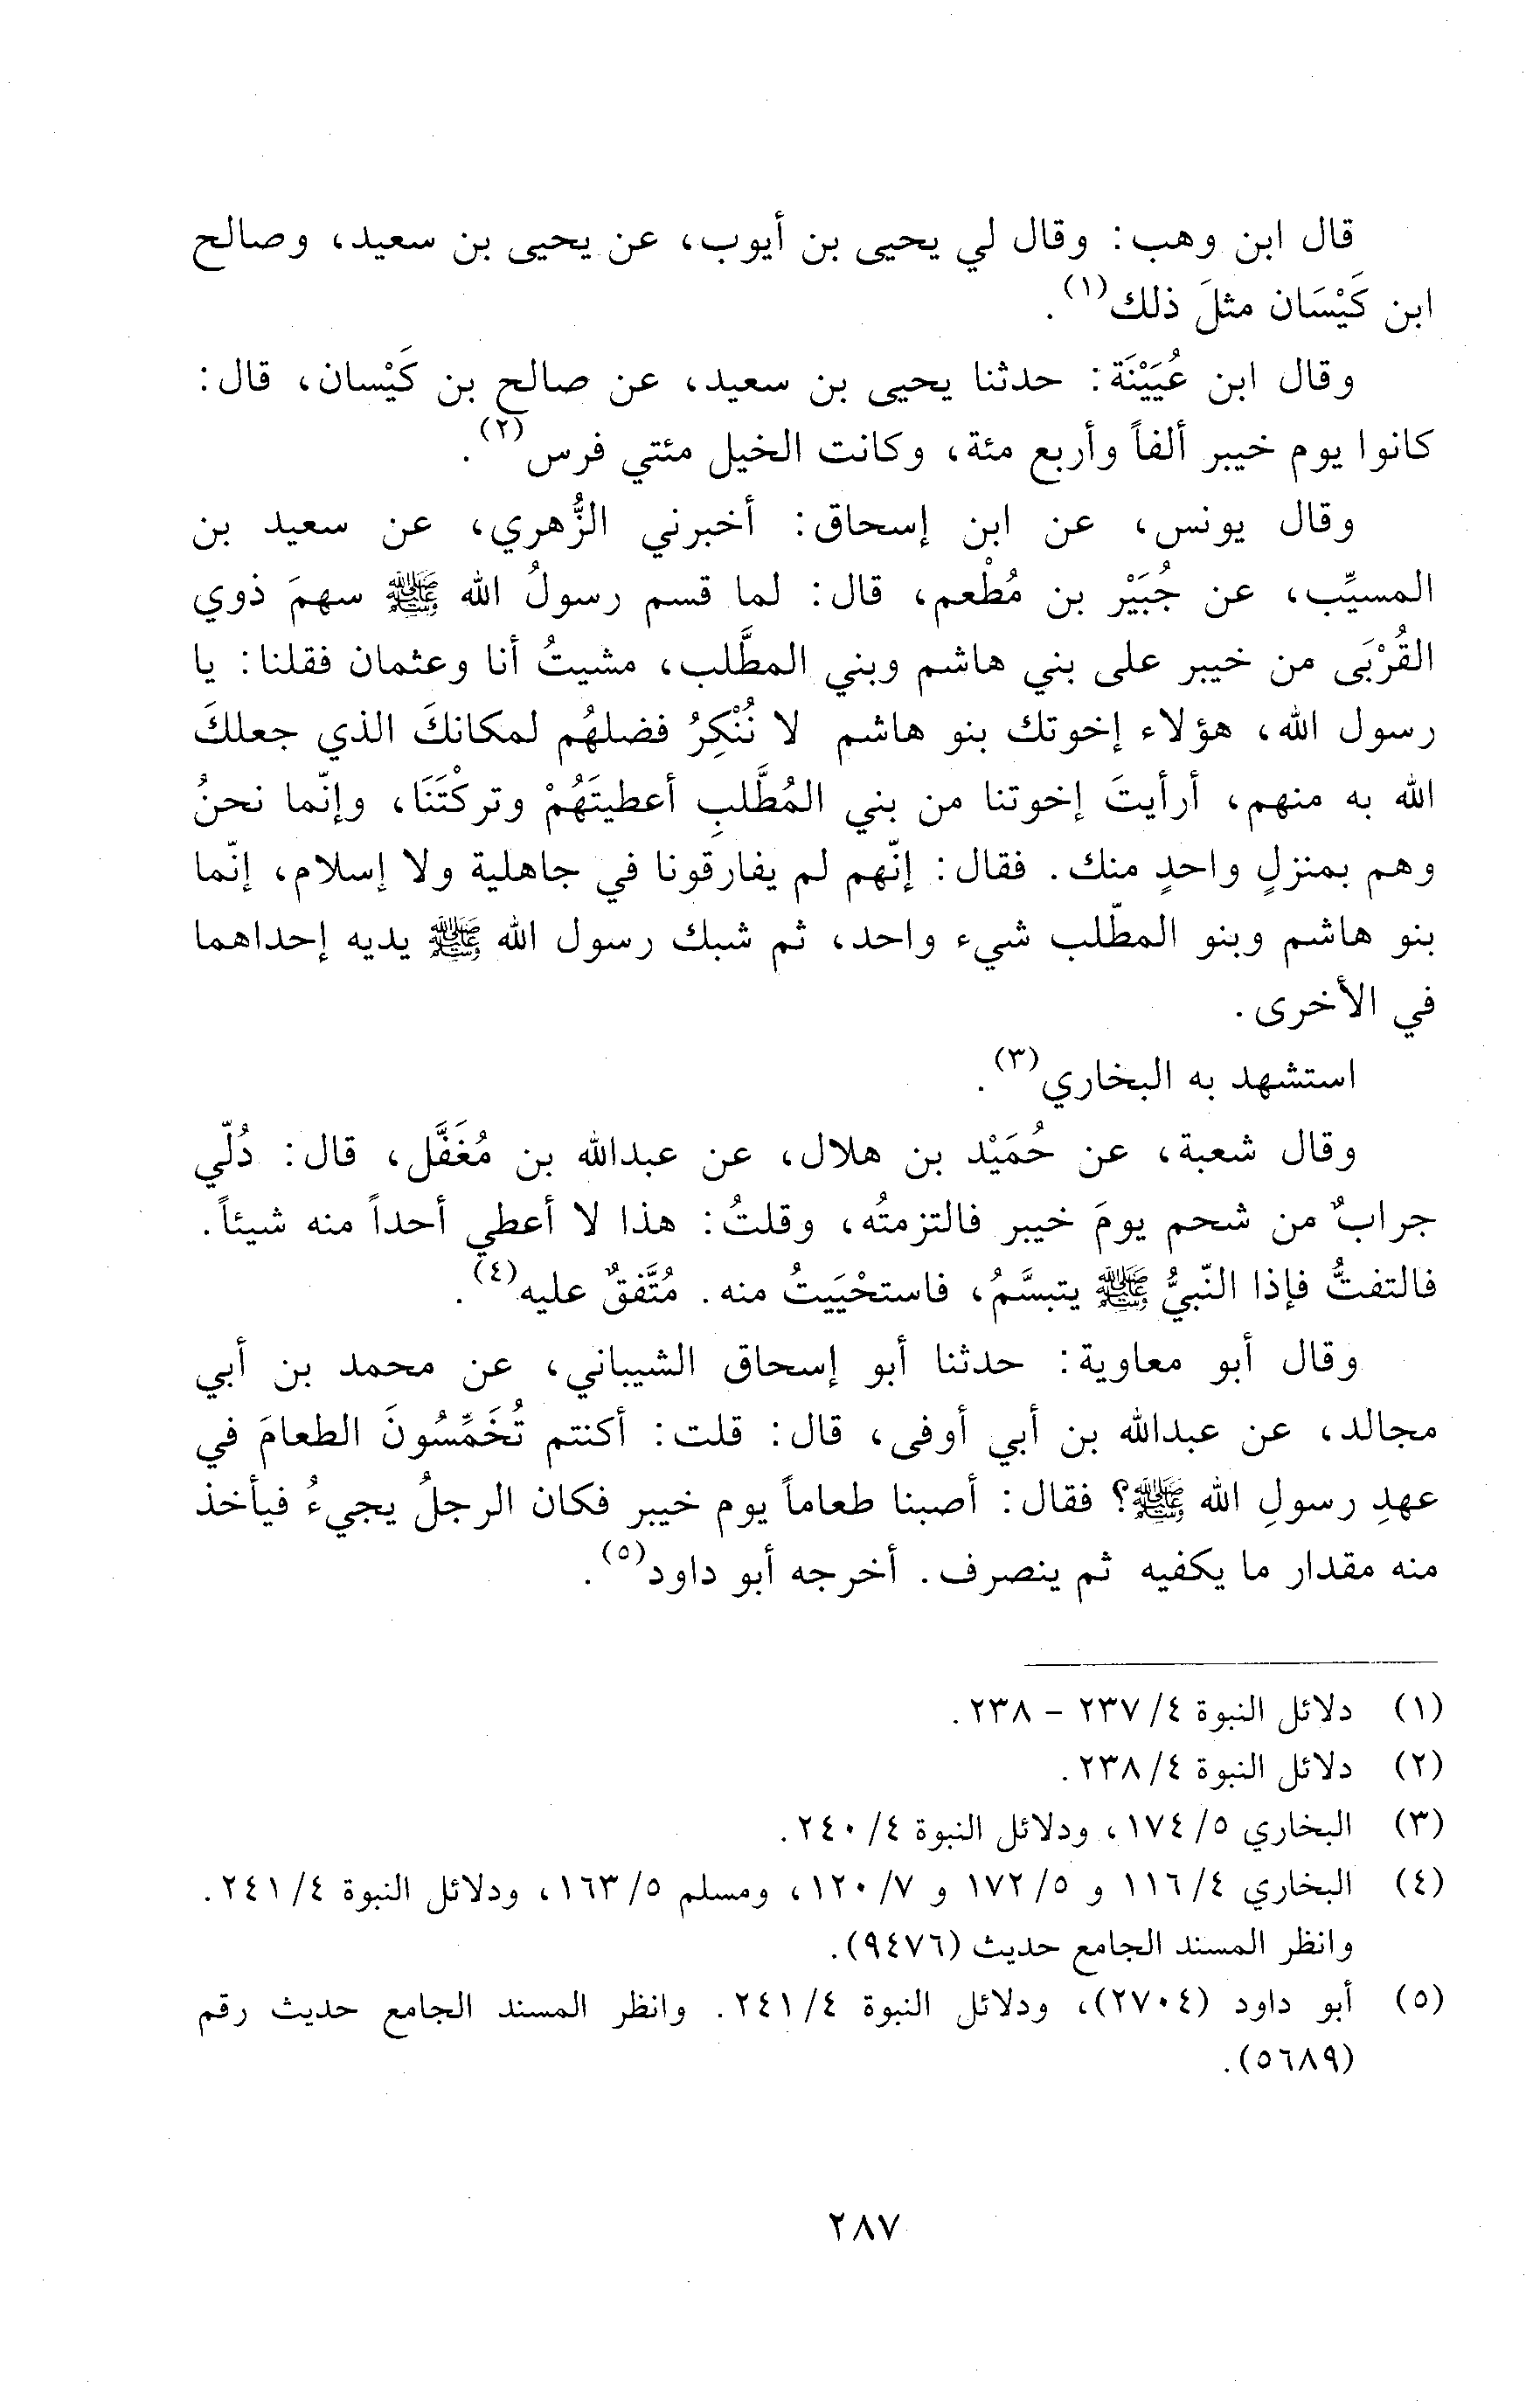 قال ابن وهب: وقال لي يحيى بن أيوب، عن يحيى بن سعيد، وصالح
ابن كَيْسَان مثلَ ذلك(١).
وقال ابن عُيَيْنَة: حدثنا يحيى بن سعيد، عن صالح بن كَيْسان، قال:
كانوا يوم خيبر ألفاً وأربع مئة، وكانت الخيل مئتي فرس(٢).
وقال يونس، عن ابن إسحاق: أخبرني الزُّهري، عن سعيد بن
المسيِّب، عن جُبَيْر بن مُطْعم، قال: لما قسم رسولُ الله ﷺ سهمَ ذوي
القُرْبَى من خيبر على بني هاشم وبني المطَّلب، مشيتُ أنا وعثمان فقلنا: يا
رسول الله، هؤلاء إخوتك بنو هاشم لا نُنْكِرُ فضلهُم لمكانكَ الذي جعلكَ
الله به منهم، أرأيتَ إخوتنا من بني المُطَّلبِ أعطيتَهُمْ وتركْتَنَا، وإنّما نحنُ
وهم بمنزلٍ واحدٍ منك. فقال: إنّهم لم يفارقونا في جاهلية ولا إسلام، إنّما
بنو هاشم وبنو المطّلب شيء واحد، ثم شبك رسول الله ﷺ يديه إحداهما
في الأخرى.
استشهد به البخاري(٣).
وقال شعبة، عن حُمَيْد بن هلال، عن عبدالله بن مُغَفَّل، قال: دُلّي
جرابٌ من شحم يومَ خيبر فالتزمتُه، وقلتُ: هذا لا أعطي أحداً منه شيئاً.
فالتفتُّ فإذا النّبيُّ ﷺ يتبسَّمُ، فاستحْيَيتُ منه. مُتَّفقٌ عليه(٤).
وقال أبو معاوية: حدثنا أبو إسحاق الشيباني، عن محمد بن أبي
مجالد، عن عبدالله بن أبي أوفى، قال: قلت: أكنتم تُخَمِّسُونَ الطعامَ في
عهدِ رسولِ الله ﷺ؟ فقال: أصبنا طعاماً يوم خيبر فكان الرجلُ يجيءُ فيأخذ
منه مقدار ما يكفيه ثم ينصرف. أخرجه أبو داود(٥).
(١) دلائل النبوة ٤/ ٢٣٧ - ٢٣٨.
(٢) دلائل النبوة ٤/ ٢٣٨.
(٣) البخاري ٥/ ١٧٤، ودلائل النبوة ٤/ ٢٤٠.
(٤) البخاري ٤/ ١١٦ و ٥/ ١٧٢ و ٧/ ١٢٠، ومسلم ٥/ ١٦٣، ودلائل النبوة ٤/ ٢٤١.
وانظر المسند الجامع حديث (٩٤٧٦).
(٥) أبو داود (٢٧٠٤)، ودلائل النبوة ٤/ ٢٤١. وانظر المسند الجامع حديث رقم
(٥٦٨٩).
٢٨٧